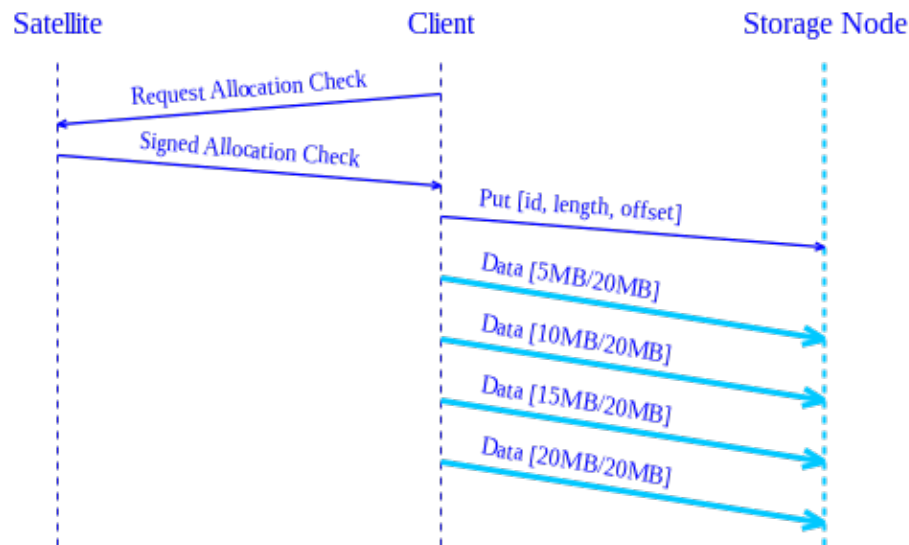 Satellite
Client
Storage Node
Request Allocation Check
Signed Allocation Check
Put [id, length, offset]
Data [5MB/20MB]
Data [10MB/20MB]
Data [15MB/20MB]
Data [20MB/20MB]